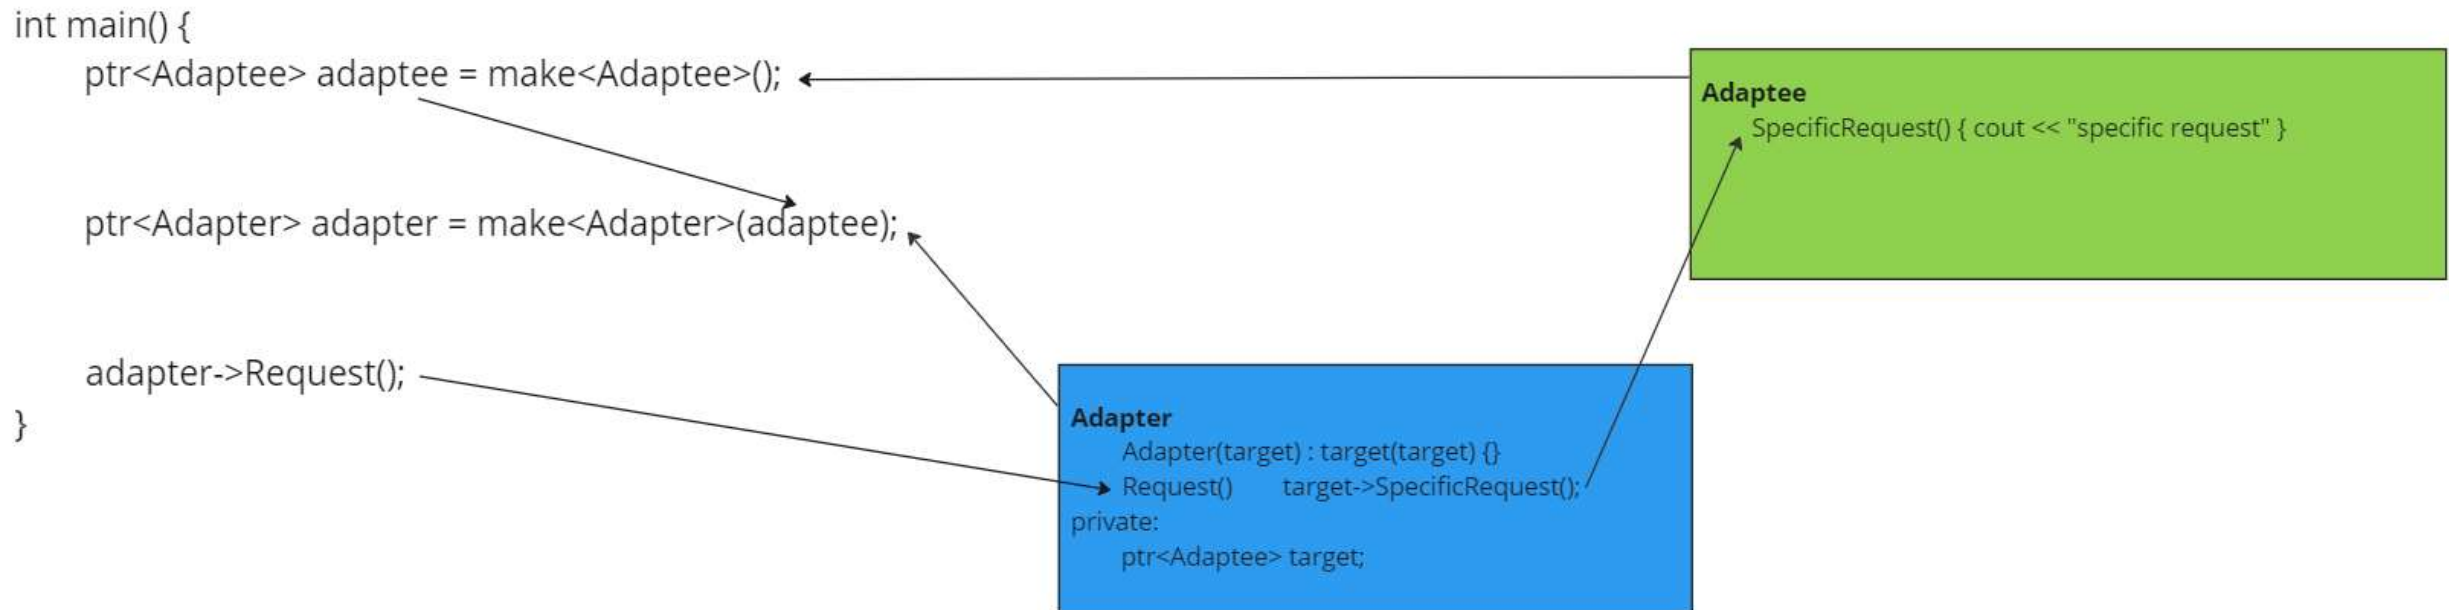 int main() {
ptr<Adaptee> adaptee = make<Adaptee>();
ptr<Adapter> adapter = make<Adapter>(adaptee);
adapter->Request();
}
Adaptee
SpecificRequest() { cout << "specific request" }
Adapter
Adapter(target) : target(target) {}
Request() target->SpecificRequest();
private:
ptr<Adaptee> target;